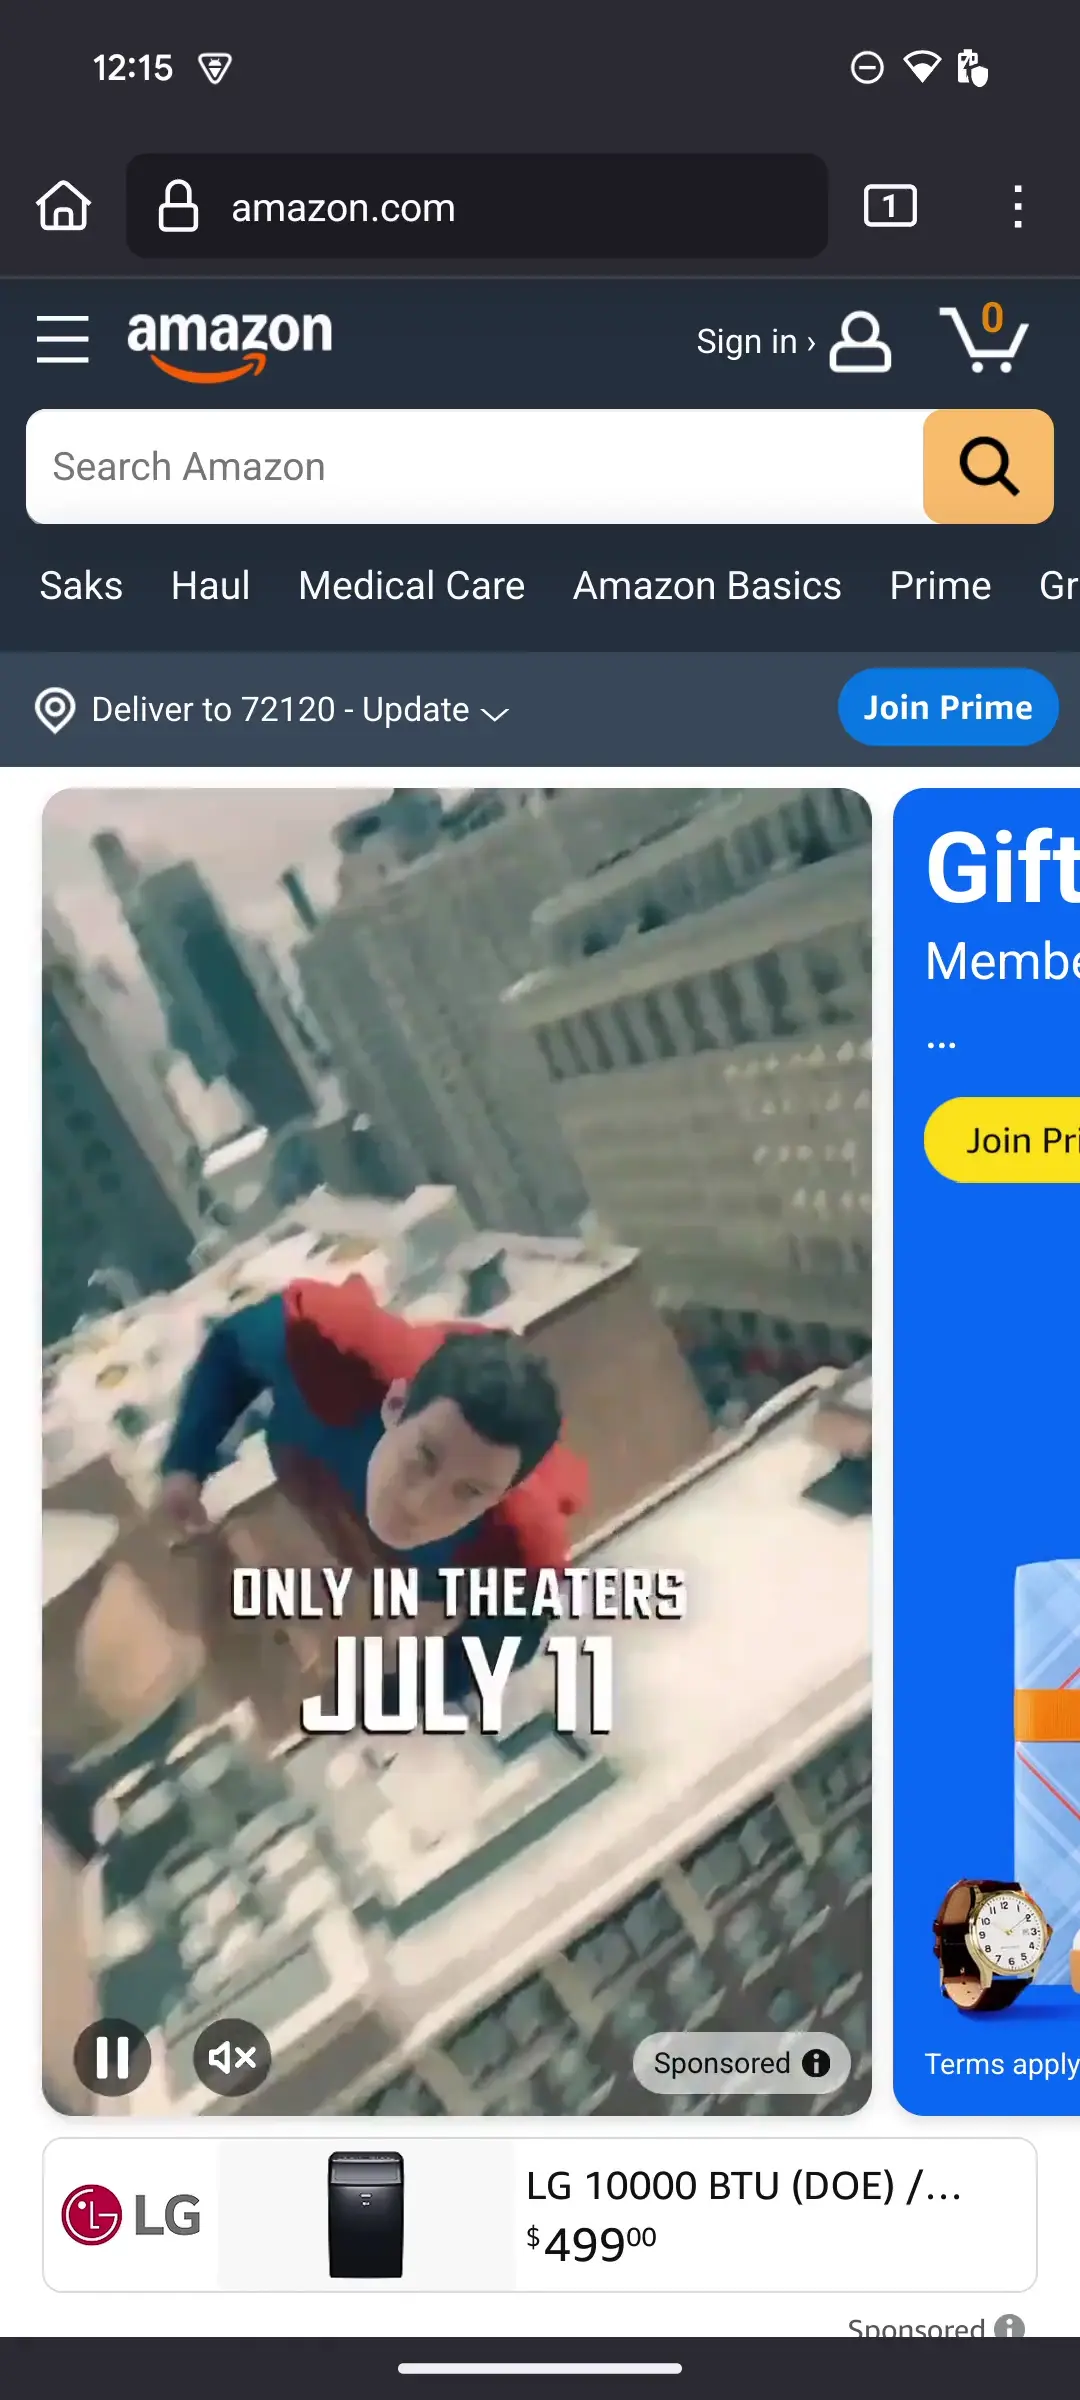 12:15
amazon.com
1
amazon
Sign in ›
0
Search Amazon
Saks Haul Medical Care Amazon Basics Prime Gr
Deliver to 72120 - Update
Join Prime
Gift
Membe
...
Join Pri
ONLY IN THEATERS
JULY 11
Sponsored
Terms apply
LG
LG 10000 BTU (DOE) /...
$49900
Sponsored